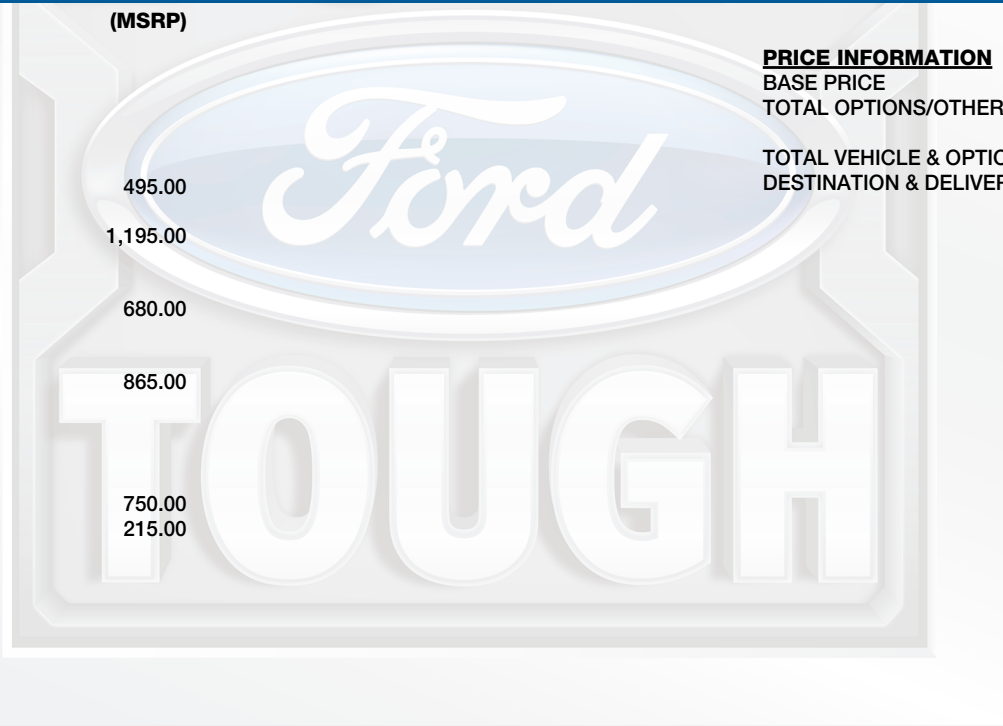 (MSRP)
495.00
1,195.00
680.00
865.00
750.00
215.00
PRICE INFORMATION
BASE PRICE
TOTAL OPTIONS/OTHER
TOTAL VEHICLE &
DESTINATION &
Ford
TOUGH